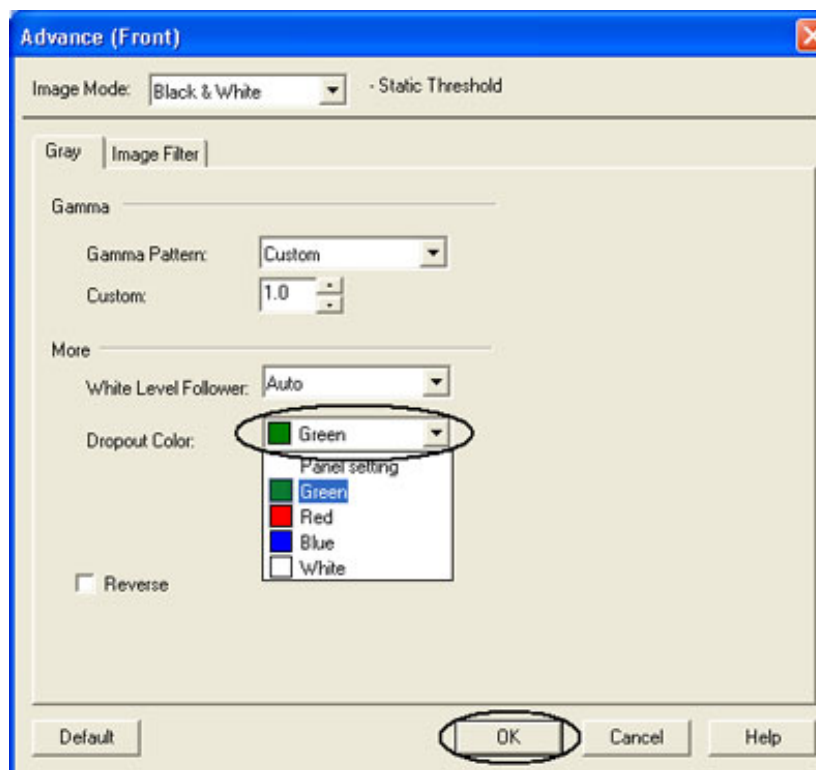 Advance (Front)
Image Mode: Black & White - Static Threshold
Gray Image Filter
Gamma
Gamma Pattern: Custom
Custom: 1.0
More
White Level Follower: Auto
Dropout Color: Green
Panel setting
Green
Red
Blue
White
Reverse
Default OK Cancel Help